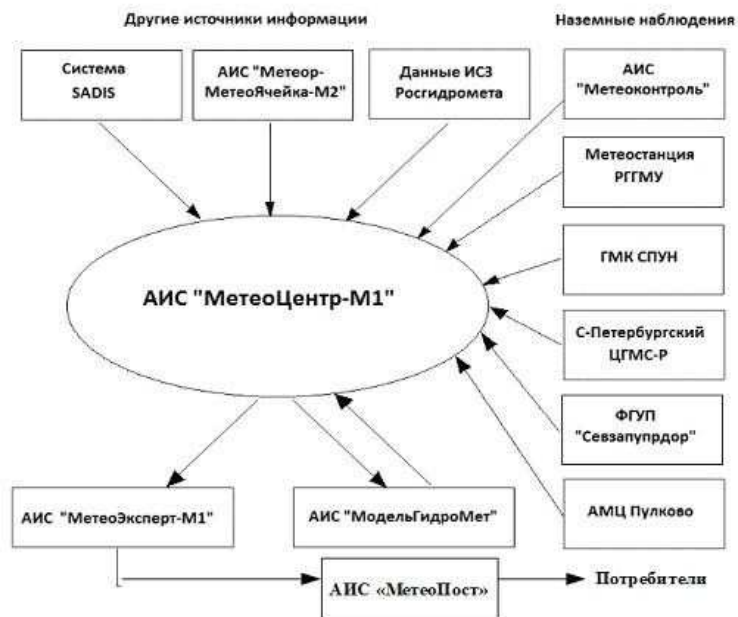 Другие источники информации
Наземные наблюдения
Система
SADIS
АИС "Метеор-
МетеоЯчейка-М2"
Данные ИСЗ
Росгидромета
АИС
"Метеоконтроль"
Метеостанция
РГГМУ
ГМК СПУН
С-Петербургский
ЦГМС-Р
ФГУП
"Севзапупрдор"
АМЦ Пулково
АИС "МетеоЦентр-М1"
АИС "МетеоЭксперт-М1"
АИС "МодельГидроМет"
АИС «МетеоПост»
Потребители